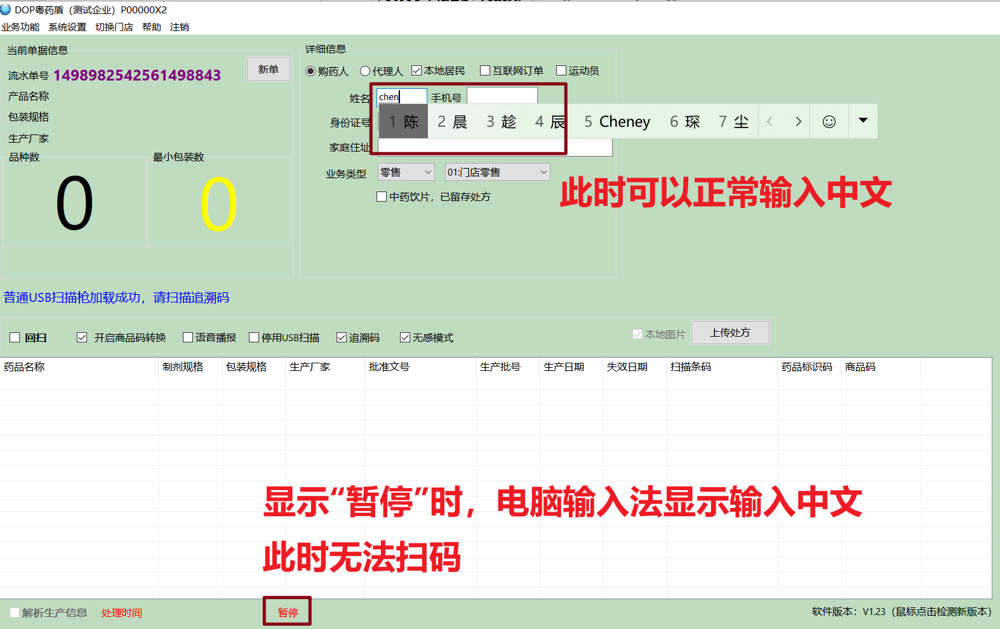 DOP粤药盾（测试企业）P00000X2
业务功能 系统设置 切换门店 帮助 注销
当前单据信息
流水单号 1498982542561498843
新单
产品名称
包装规格
生产厂家
品种数
最小包装数
0
0
详细信息
购药人 代理人 本地居民 互联网订单 运动员
姓名 chen 手机号
身份证号
1 陈 2 晨 3 趁 4 辰 5 Cheney 6 琛 7 尘
家庭住址
业务类型 零售 01:门店零售
中药饮片，已留存处方
此时可以正常输入中文
普通USB扫描枪加载成功，请扫描追溯码
回扫 开启商品码转换 语音播报 停用USB扫描 追溯码 无感模式 本地图片 上传处方
药品名称 制剂规格 包装规格 生产厂家 批准文号 生产批号 生产日期 失效日期 扫描条码 药品标识码 商品码
显示“暂停”时，电脑输入法显示输入中文
此时无法扫码
解析生产信息 处理时间 暂停 软件版本：V1.23（鼠标点击检测新版本）